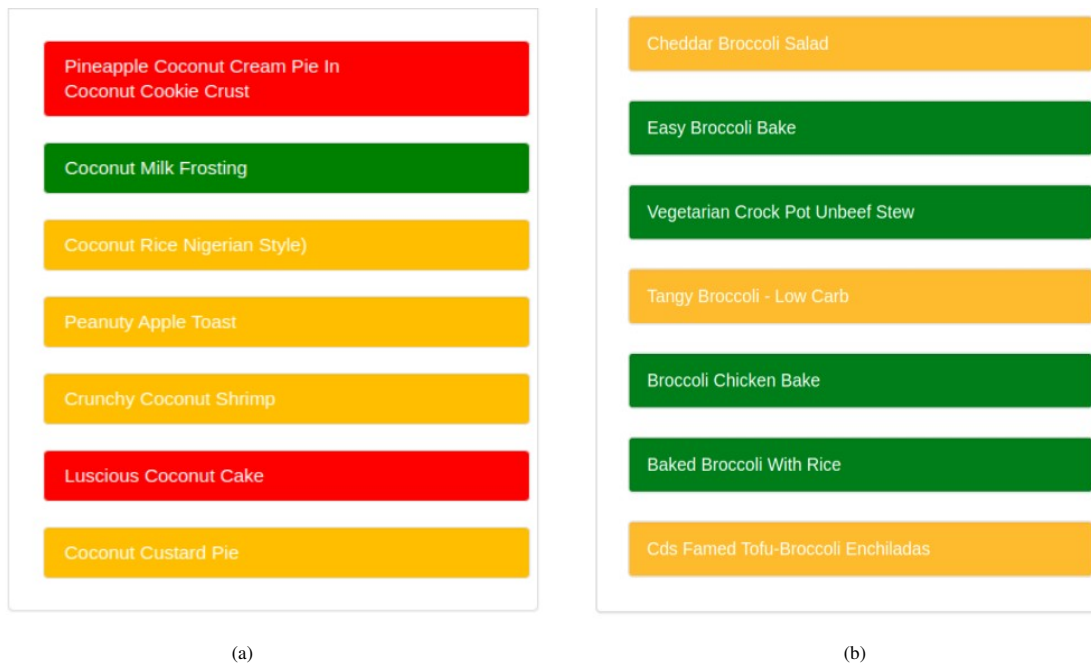 Pineapple Coconut Cream Pie In
Coconut Cookie Crust
Coconut Milk Frosting
Coconut Rice Nigerian Style)
Peanuty Apple Toast
Crunchy Coconut Shrimp
Luscious Coconut Cake
Coconut Custard Pie
(a)
Cheddar Broccoli Salad
Easy Broccoli Bake
Vegetarian Crock Pot Unbeef Stew
Tangy Broccoli - Low Carb
Broccoli Chicken Bake
Baked Broccoli With Rice
Cds Famed Tofu-Broccoli Enchiladas
(b)